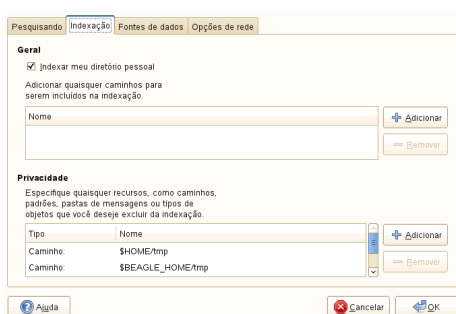 Pesquisando Indexação Fontes de dados Opções de rede
Geral
Indexar meu diretório pessoal
Adicionar quaisquer caminhos para
serem incluídos na indexação.
Nome
Adicionar
Remover
Privacidade
Especifique quaisquer recursos, como caminhos,
padrões, pastas de mensagens ou tipos de
objetos que você deseje excluir da indexação.
Tipo Nome
Adicionar
Caminho: $HOME/tmp
Caminho: $BEAGLE_HOME/tmp
Remover
Ajuda Cancelar OK